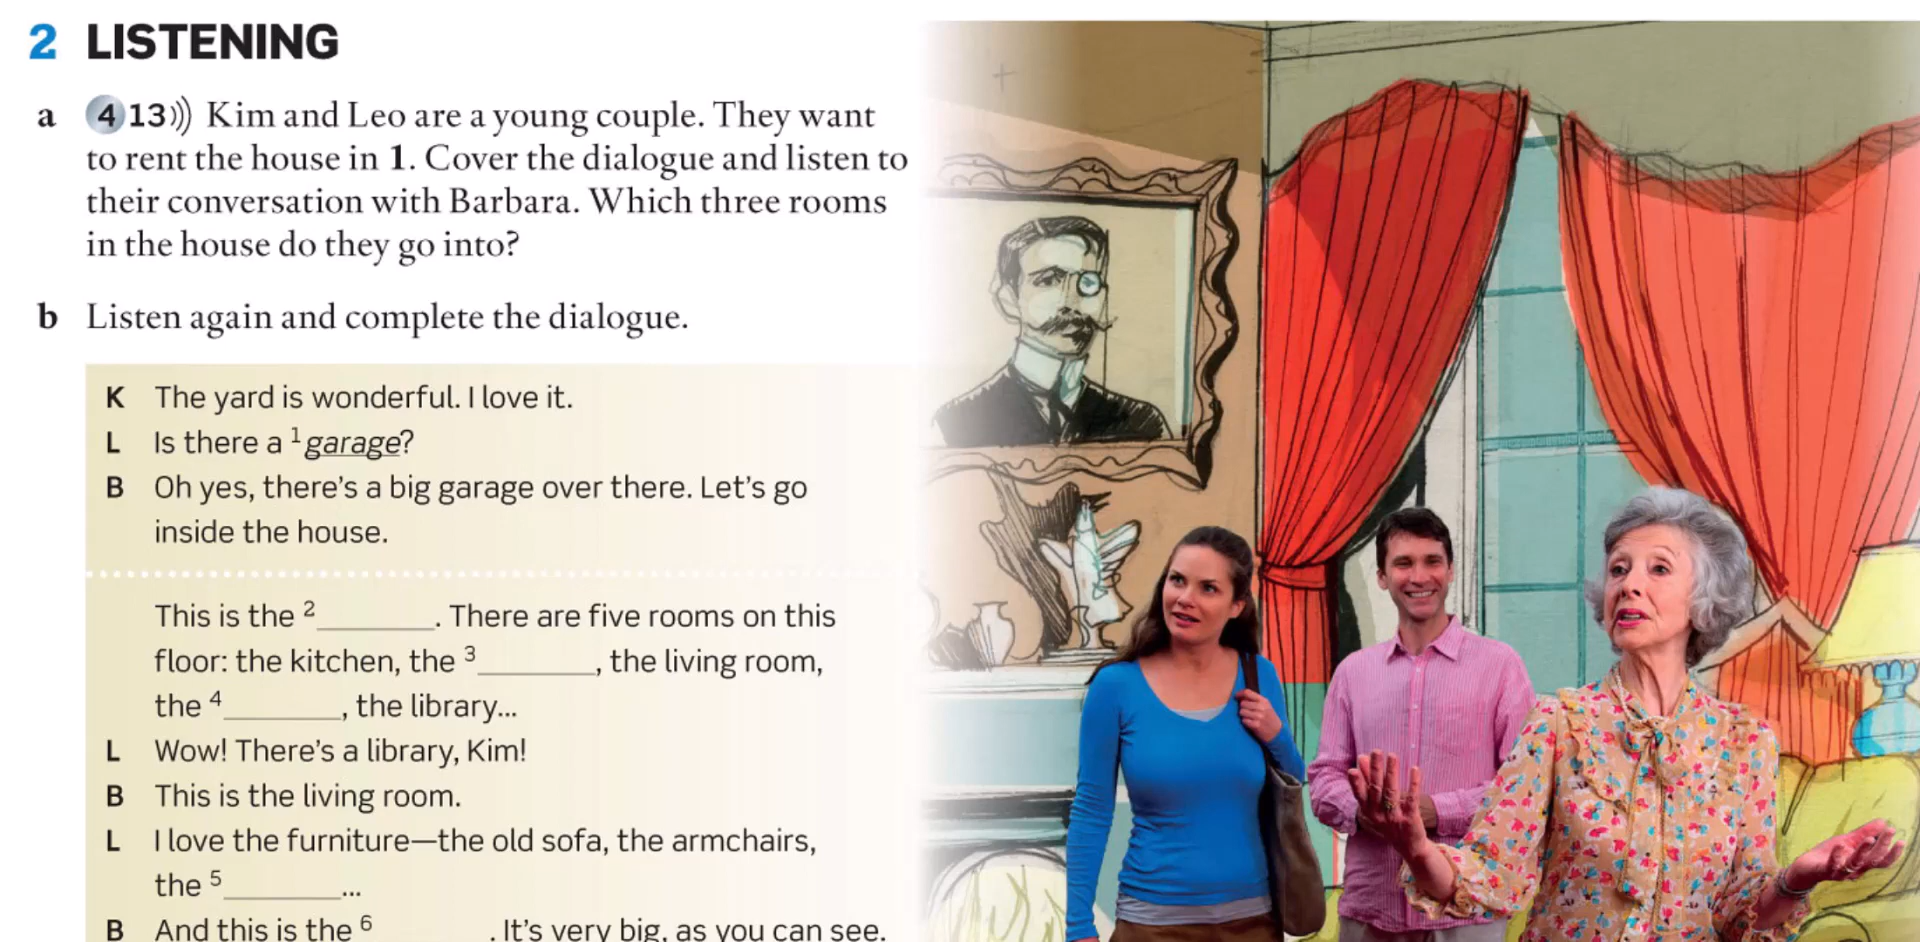 2 LISTENING
a 4 13))) Kim and Leo are a young couple. They want
to rent the house in 1. Cover the dialogue and listen to
their conversation with Barbara. Which three rooms
in the house do they go into?
b Listen again and complete the dialogue.
K The yard is wonderful. I love it.
L Is there a 1 garage?
B Oh yes, there's a big garage over there. Let's go
inside the house.
This is the 2 ________. There are five rooms on this
floor: the kitchen, the 3 ________, the living room,
the 4 ________, the library...
L Wow! There's a library, Kim!
B This is the living room.
L I love the furniture—the old sofa, the armchairs,
the 5 ________...
B And this is the 6 ________. It's very big, as you can see.